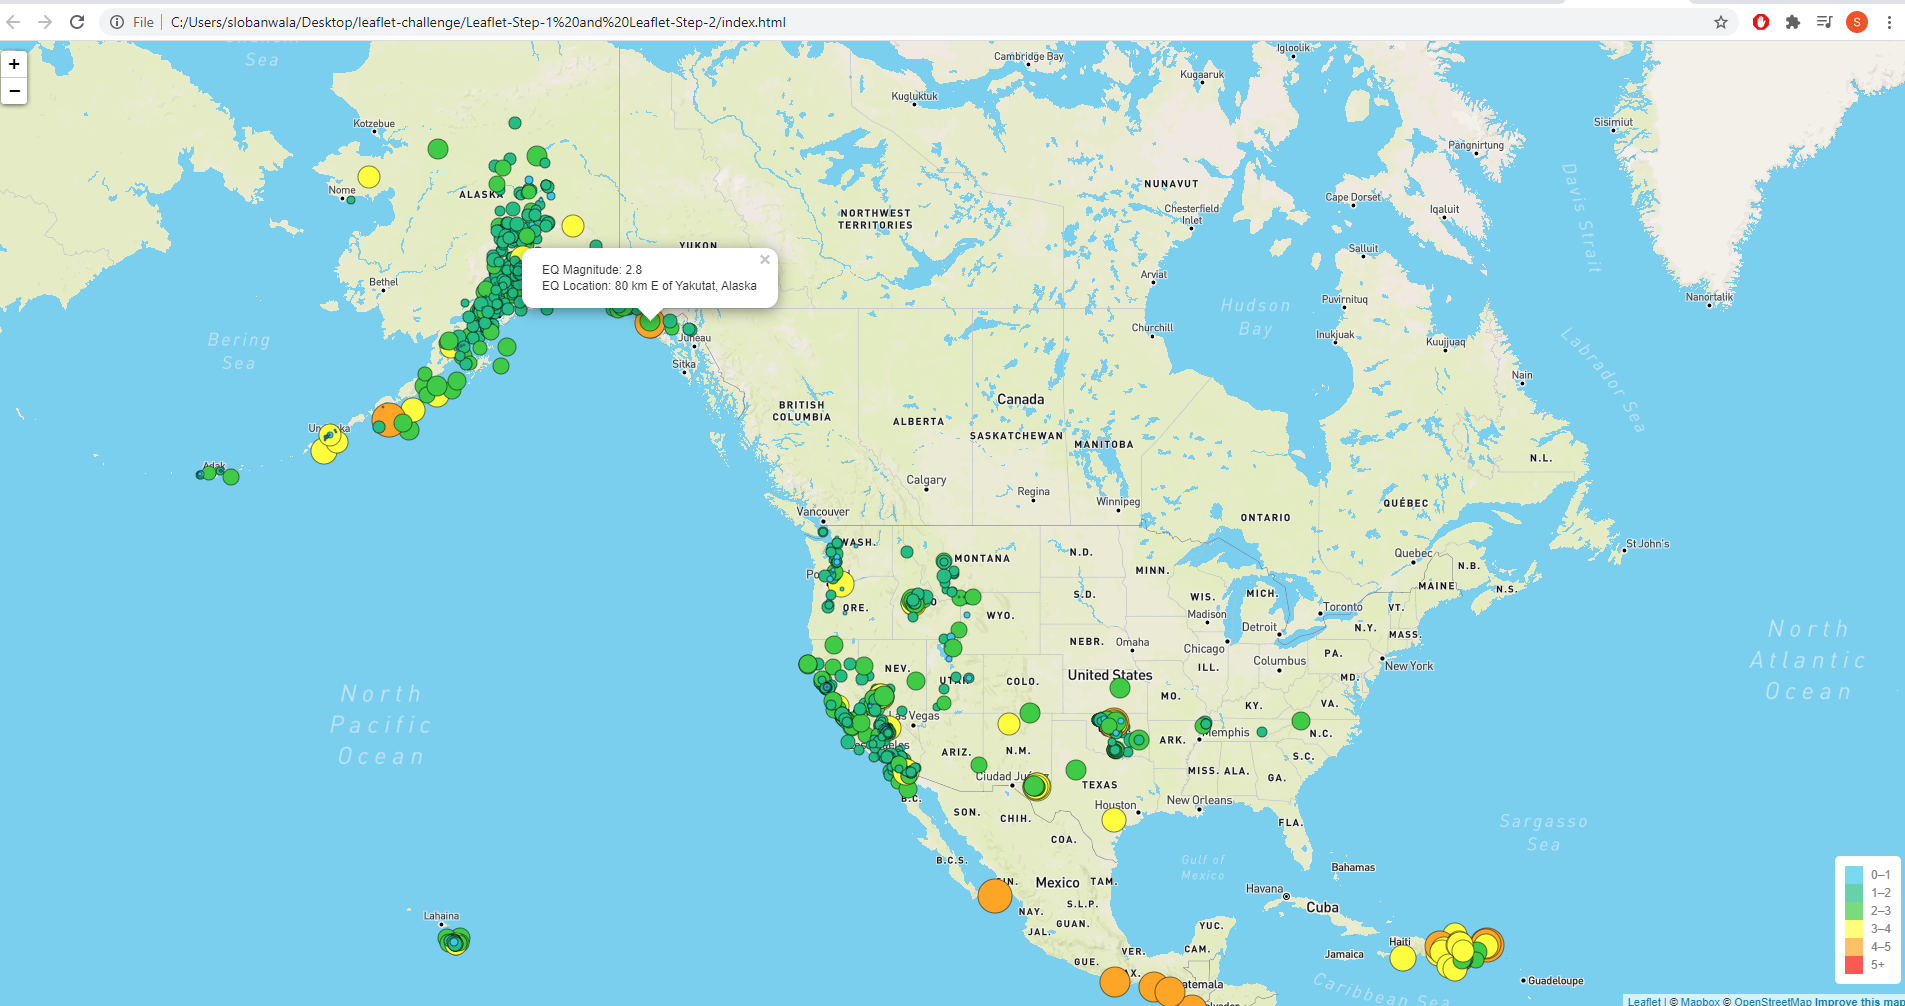 File
C:/Users/slobanwala/Desktop/leaflet-challenge/Leaflet-Step-1%20and%20Leaflet-Step-2/index.html
S
+
−
Sea
Igloolik
Cambridge Bay
Kugaaruk
Kugluktuk
Kotzebue
Sisimiut
Pangnirtung
Nome
ALASKA
NUNAVUT
Cape Dorset
Davis Strait
NORTHWEST
TERRITORIES
Chesterfield
Inlet
Iqaluit
YUKON
Salluit
EQ Magnitude: 2.8
EQ Location: 80 km E of Yakutat, Alaska
×
Bethel
Arviat
Nanortalik
Puvirnituq
Hudson
Bay
Churchill
Inukjuak
Kuujjuaq
Bering
Sea
Juneau
Sitka
Labrador Sea
Nain
BRITISH
COLUMBIA
Canada
ALBERTA
SASKATCHEWAN
MANITOBA
N.L.
Adak
Calgary
Regina
Winnipeg
QUÉBEC
Vancouver
ONTARIO
WASH.
MONTANA
N.D.
Quebec
St John's
MINN.
N.B.
MAINE
N.S.
S.D.
WIS.
MICH.
Toronto
VT.
ORE.
WYO.
Madison
Detroit
N.Y.
MASS.
NEBR.
Omaha
Chicago
PA.
North
Atlantic
Ocean
NEV.
UTAH
COLO.
United States
ILL.
Columbus
New York
MD.
MO.
KY.
VA.
North
Pacific
Ocean
Las Vegas
ARK.
Memphis
N.C.
ARIZ.
N.M.
S.C.
Ciudad Juárez
TEXAS
MISS.
ALA.
GA.
B.C.
SON.
CHIH.
Houston
New Orleans
FLA.
Sargasso
Sea
COA.
B.C.S.
Gulf of
Mexico
Bahamas
Mexico
TAM.
Havana
Cuba
NAY.
S.L.P.
JAL.
GUAN.
YUC.
Lahaina
VER.
CAM.
Haiti
Jamaica
GUE.
Guadeloupe
Caribbean Sea
0–1
1–2
2–3
3–4
4–5
5+
Leaflet | © Mapbox © OpenStreetMap Improve this map